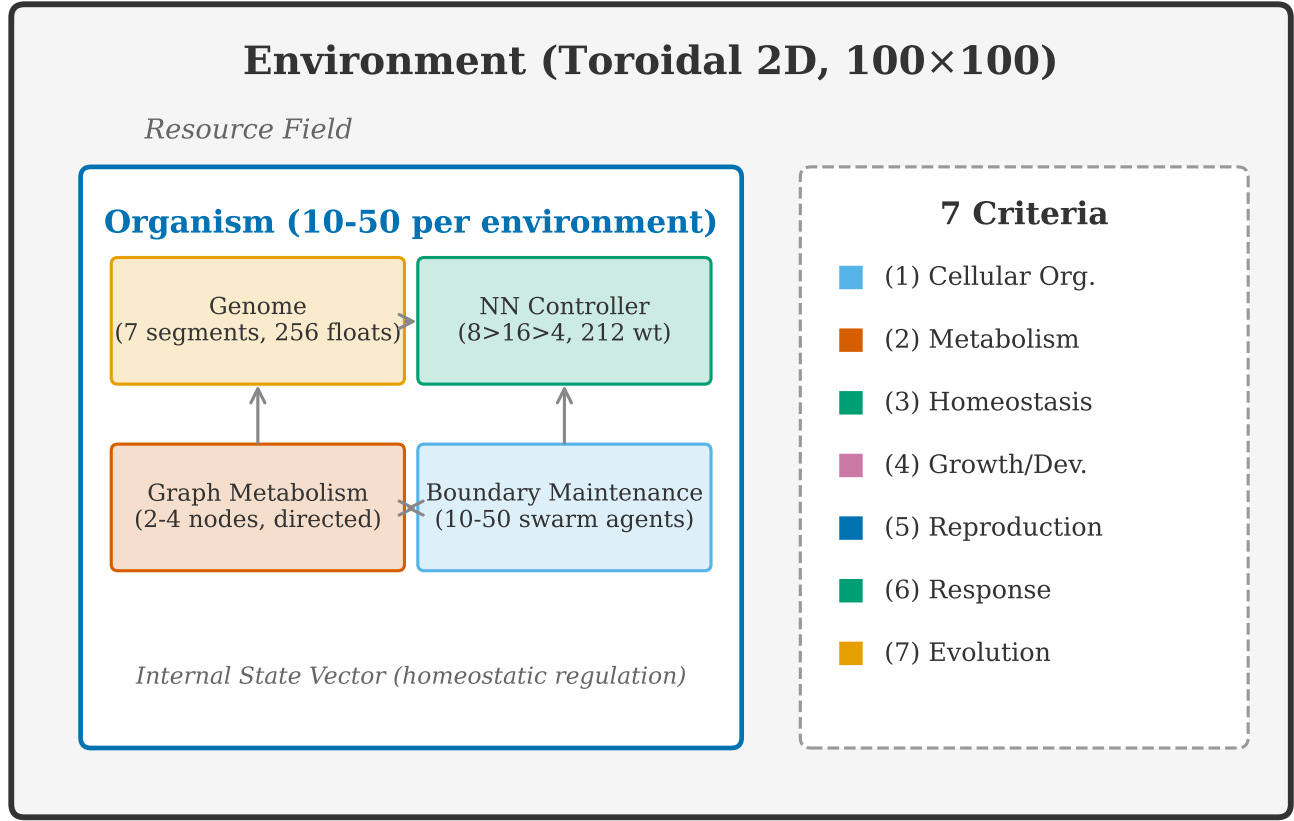 Environment (Toroidal 2D, 100×100)
Resource Field
Organism (10-50 per environment)
Genome
(7 segments, 256 floats)
NN Controller
(8>16>4, 212 wt)
Graph Metabolism
(2-4 nodes, directed)
Boundary Maintenance
(10-50 swarm agents)
Internal State Vector (homeostatic regulation)
7 Criteria
(1) Cellular Org.
(2) Metabolism
(3) Homeostasis
(4) Growth/Dev.
(5) Reproduction
(6) Response
(7) Evolution